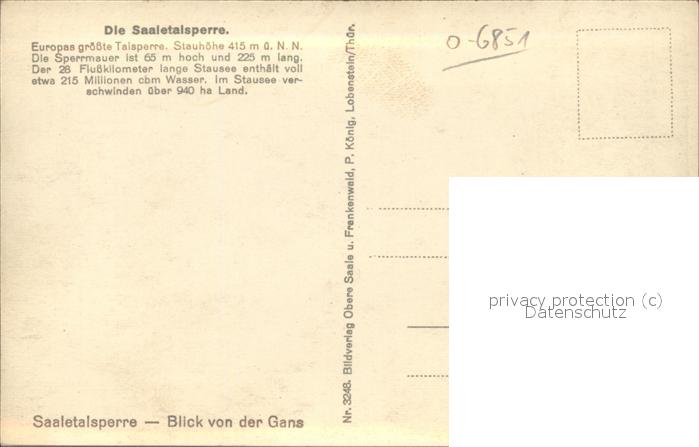 Die Saaletalsperre.
Europas größte Talsperre. Stauhöhe 415 m ü. N. N.
Die Sperrmauer ist 65 m hoch und 225 m lang.
Der 28 Flußkilometer lange Stausee enthält voll
etwa 215 Millionen cbm Wasser. Im Stausee ver-
schwinden über 940 ha Land.
Saaletalsperre — Blick von der Gans
Nr. 3248. Bildverlag Obere Saale u. Frankenwald, P. König, Lobenstein/Thür.
O-6851
privacy protection (c)
Datenschutz